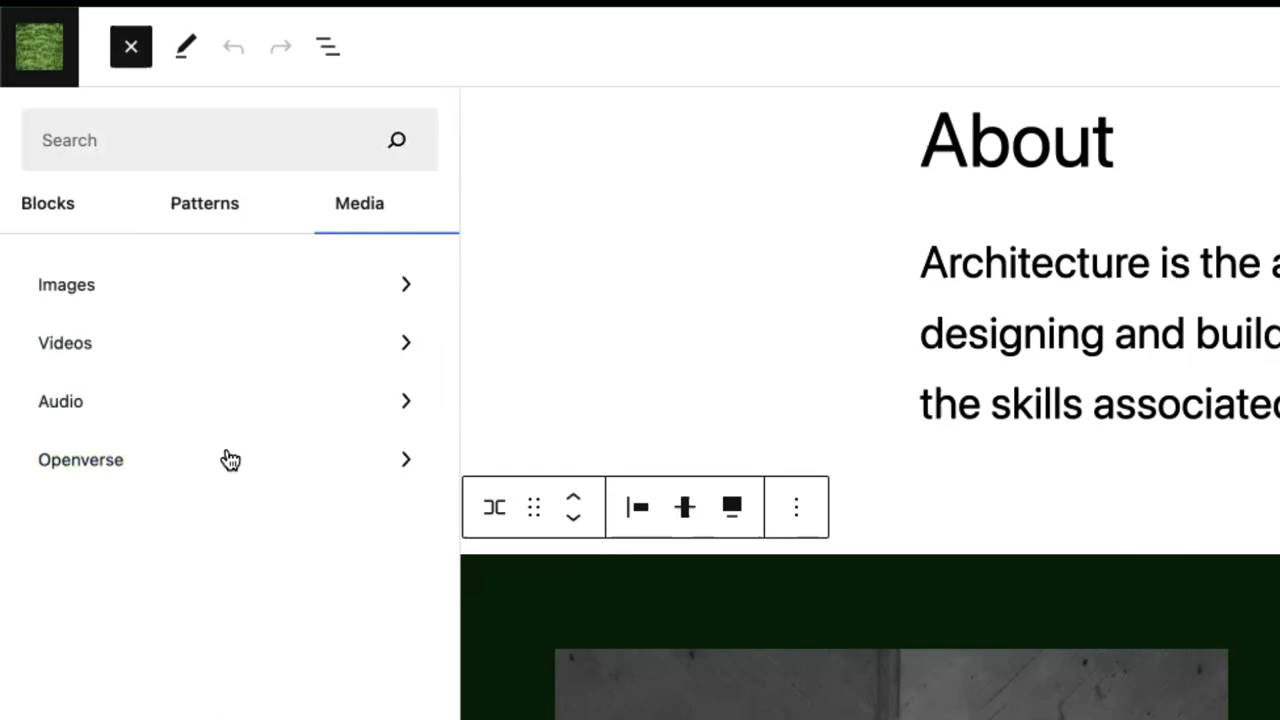 Search
Blocks Patterns Media
Images
Videos
Audio
Openverse
About
Architecture is the a
designing and build
the skills associated